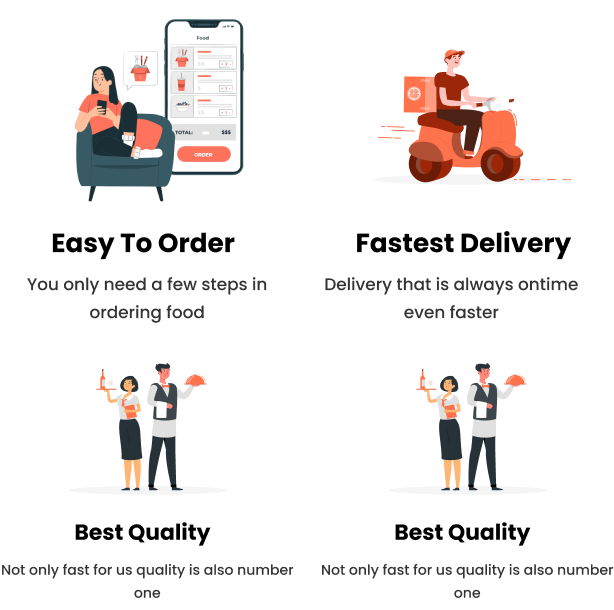 Food
TOTAL: $$$
ORDER
Easy To Order
You only need a few steps in
ordering food
Fastest Delivery
Delivery that is always ontime
even faster
Best Quality
Not only fast for us quality is also number
one
Best Quality
Not only fast for us quality is also number
one